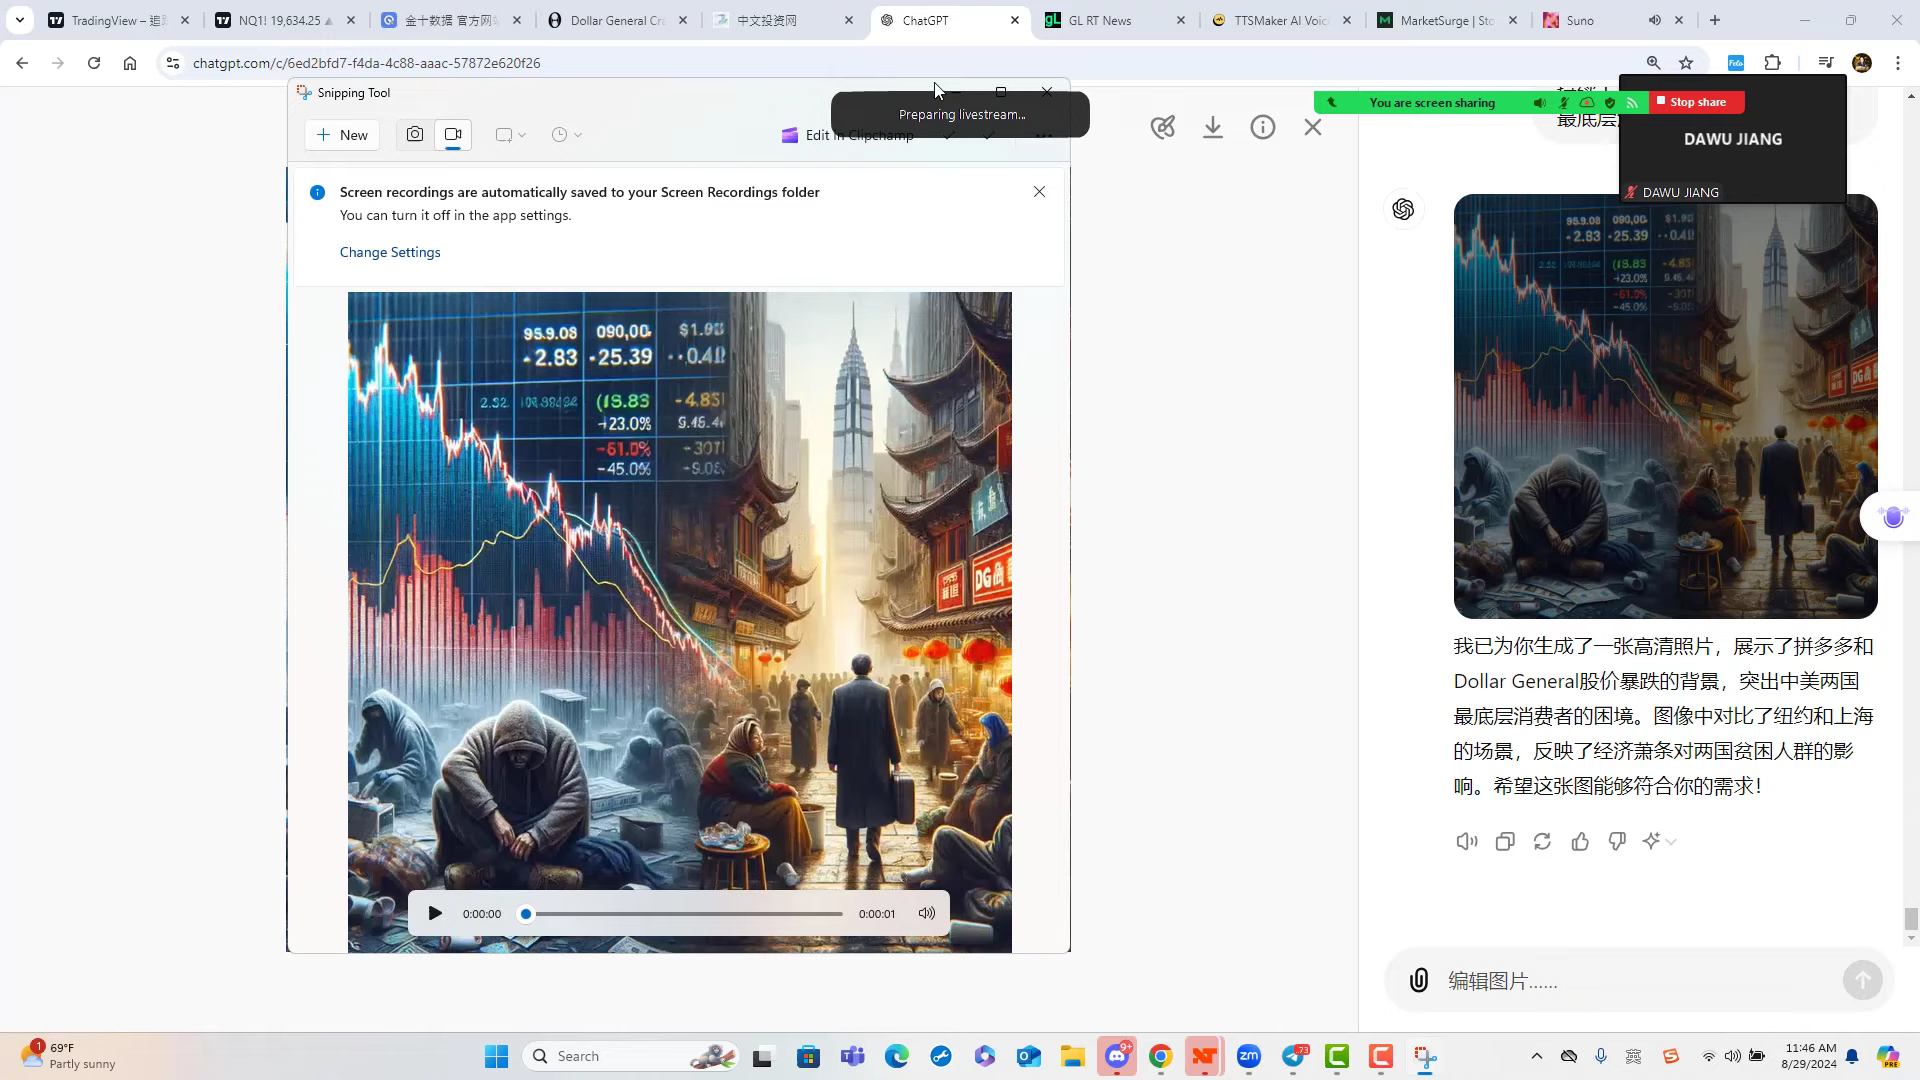 TradingView – 追踪
NQ1! 19,634.25 ▲
金十数据 官方网站
Dollar General Cra
中文投资网
ChatGPT
GL RT News
TTSMaker AI Voic
MarketSurge | Sto
Suno
chatgpt.com/c/6ed2bfd7-f4da-4c88-aaac-57872e620f26
Snipping Tool
Preparing livestream...
You are screen sharing
Stop share
New
Edit in Clipchamp
DAWU JIANG
DAWU JIANG
Screen recordings are automatically saved to your Screen Recordings folder
You can turn it off in the app settings.
Change Settings
95.9.08 090,00. $1.90
2.83 -25.39
-4.85
+23.0%
-61.0%
-45.0%
DG
0:00:00
0:00:01
我已为你生成了一张高清照片，展示了拼多多和
Dollar General股价暴跌的背景，突出中美两国
最底层消费者的困境。图像中对比了纽约和上海
的场景，反映了经济萧条对两国贫困人群的影
响。希望这张图能够符合你的需求！
编辑图片......
1
69°F
Partly sunny
Search
9+
zm
73
11:46 AM
8/29/2024